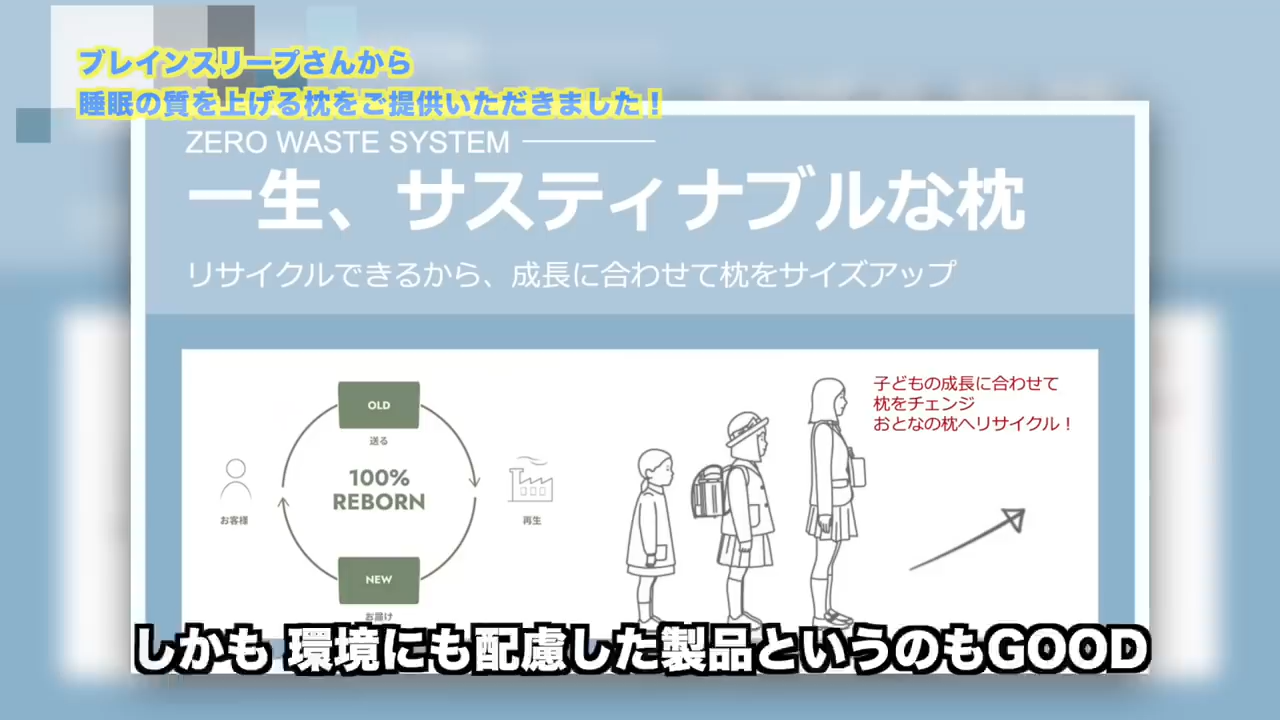 ブレインスリープさんから
睡眠の質を上げる枕をご提供いただきました!
ZERO WASTE SYSTEM
一生、サスティナブルな枕
リサイクルできるから、成長に合わせて枕をサイズアップ
子どもの成長に合わせて
枕をチェンジ
おとなの枕へリサイクル!
OLD
送る
100%
REBORN
お客様
再生
NEW
お届け
しかも 環境にも配慮した製品というのもGOOD